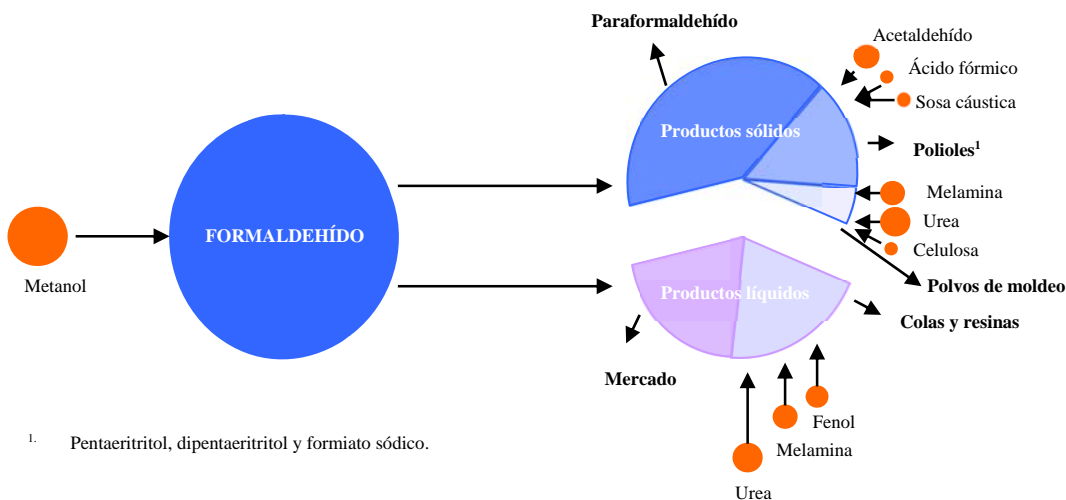 Paraformaldehído
Acetaldehído
Ácido fórmico
Sosa cáustica
Productos sólidos
Polioles1
Melamina
Urea
Celulosa
Polvos de moldeo
FORMALDEHÍDO
Metanol
Productos líquidos
Colas y resinas
Mercado
Fenol
Melamina
Urea
1. Pentaeritritol, dipentaeritritol y formiato sódico.